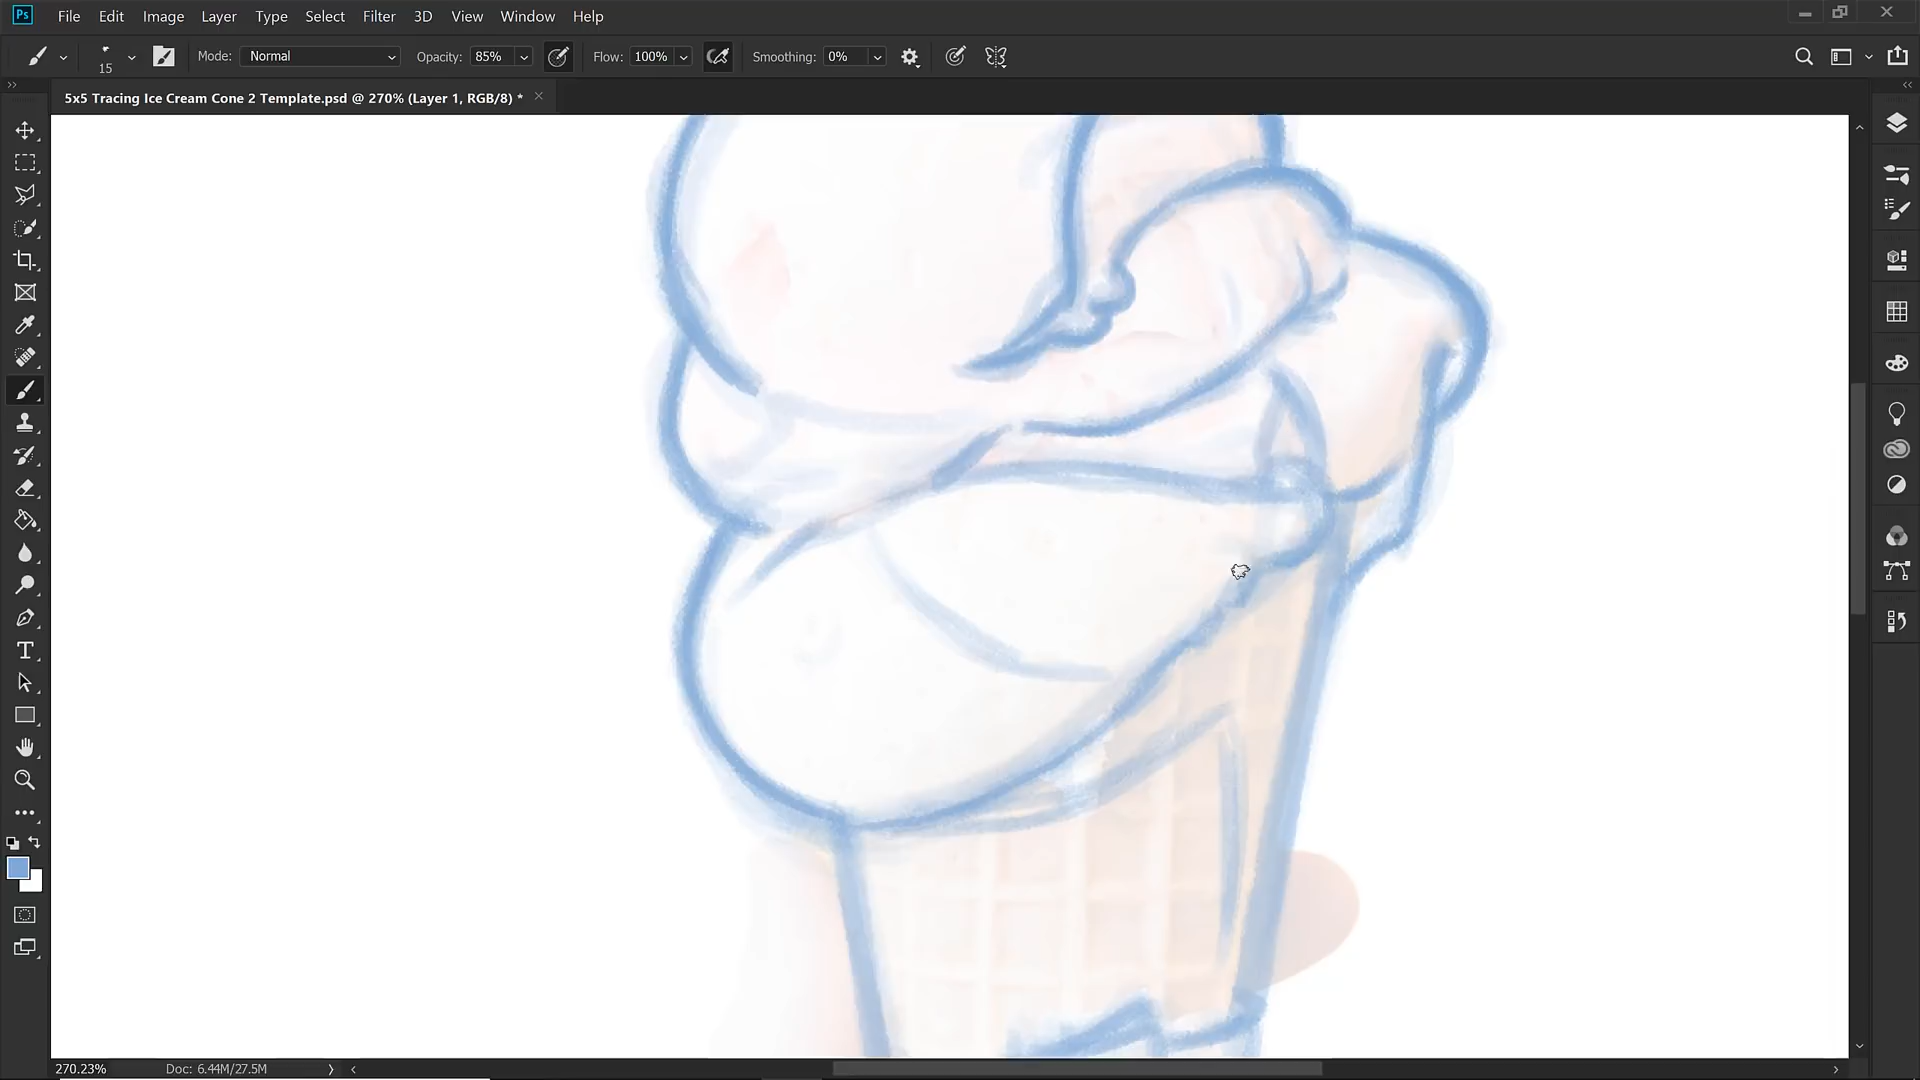 Ps File Edit Image Layer Type Select Filter 3D View Window Help
15 Mode: Normal Opacity: 85% Flow: 100% Smoothing: 0%
5x5 Tracing Ice Cream Cone 2 Template.psd @ 270% (Layer 1, RGB/8) *
270.23% Doc: 6.44M/27.5M